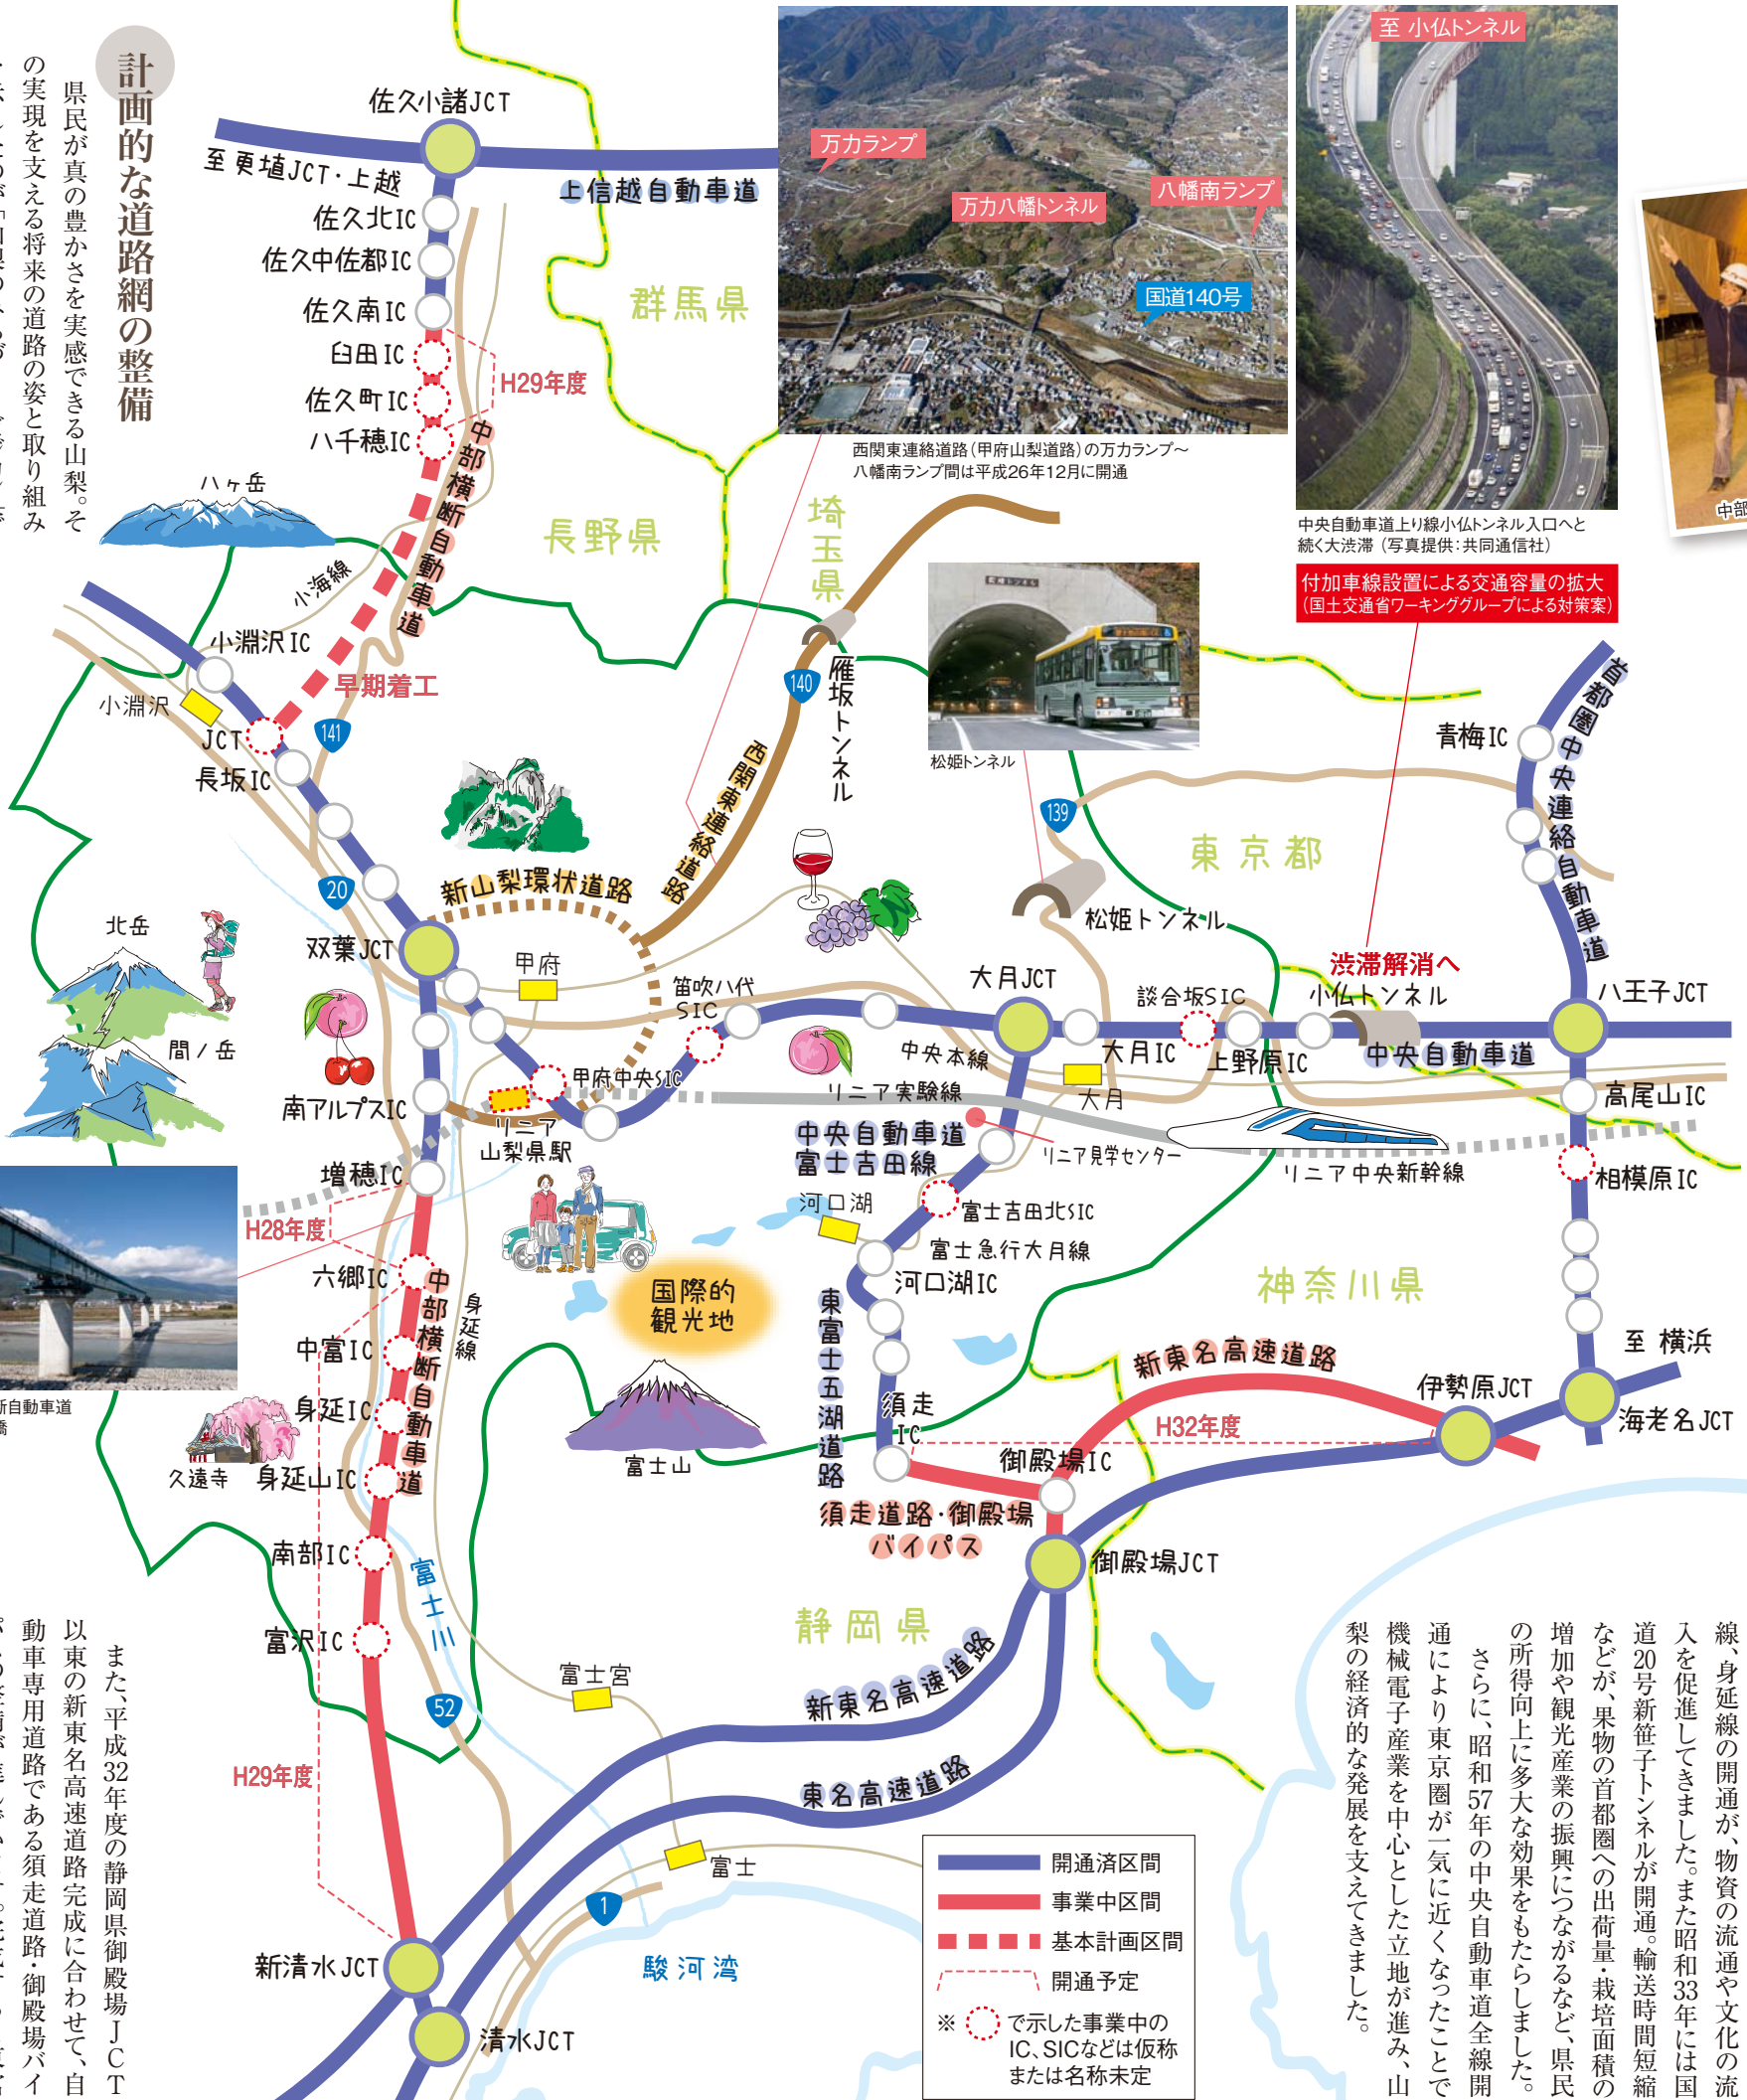 計画的な道路網の整備
県民が真の豊かさを実感できる山梨。そ
の実現を支える将来の道路の姿と取り組み
佐久小諸JCT
至 更埴JCT・上越
上信越自動車道
佐久北IC
佐久中佐都IC
佐久南IC
臼田IC
佐久町IC
八千穂IC
H29年度
中部横断自動車道
早期着工
群馬県
長野県
埼玉県
万力ランプ
万力八幡トンネル
八幡南ランプ
国道140号
西関東連絡道路（甲府山梨道路）の万力ランプ～
八幡南ランプ間は平成26年12月に開通
至 小仏トンネル
中央自動車道上り線小仏トンネル入口へと
続く大渋滞（写真提供：共同通信社）
付加車線設置による交通容量の拡大
（国土交通省ワーキンググループによる対策案）
中部
八ヶ岳
小海線
小淵沢IC
小淵沢
JCT
長坂IC
141
20
140
雁坂トンネル
西関東連絡道路
新山梨環状道路
松姫トンネル
139
松姫トンネル
東京都
青梅IC
首都圏中央連絡自動車道
北岳
間ノ岳
双葉JCT
甲府
笛吹八代
SIC
大月JCT
談合坂SIC
渋滞解消へ
小仏トンネル
八王子JCT
大月IC
上野原IC
中央自動車道
中央本線
リニア実験線
大月
高尾山IC
甲府中央SIC
南アルプスIC
リニア
山梨県駅
中央自動車道
富士吉田線
リニア見学センター
リニア中央新幹線
相模原IC
増穂IC
H28年度
新自動車道
橋
六郷IC
中部横断自動車道
身延線
中富IC
身延IC
久遠寺
身延山IC
南部IC
富沢IC
富士川
52
H29年度
国際的
観光地
富士山
河口湖
富士吉田北SIC
富士急行大月線
河口湖IC
東富士五湖道路
須走
IC
神奈川県
新東名高速道路
H32年度
御殿場IC
伊勢原JCT
至 横浜
海老名JCT
須走道路・御殿場
バイパス
御殿場JCT
静岡県
新東名高速道路
東名高速道路
富士宮
富士
1
駿河湾
新清水JCT
清水JCT
開通済区間
事業中区間
基本計画区間
開通予定
※ で示した事業中の
IC、SICなどは仮称
または名称未定
線、身延線の開通が、物資の流通や文化の流
入を促進してきました。また昭和33年には国
道20号新笹子トンネルが開通。輸送時間短縮
などが、果物の首都圏への出荷量・栽培面積の
増加や観光産業の振興につながるなど、県民
の所得向上に多大な効果をもたらしました。
さらに、昭和57年の中央自動車道全線開
通により東京圏が一気に近くなったことで
機械電子産業を中心とした立地が進み、山
梨の経済的な発展を支えてきました。
また、平成32年度の静岡県御殿場JCT
以東の新東名高速道路完成に合わせて、自
動車専用道路である須走道路・御殿場バイ